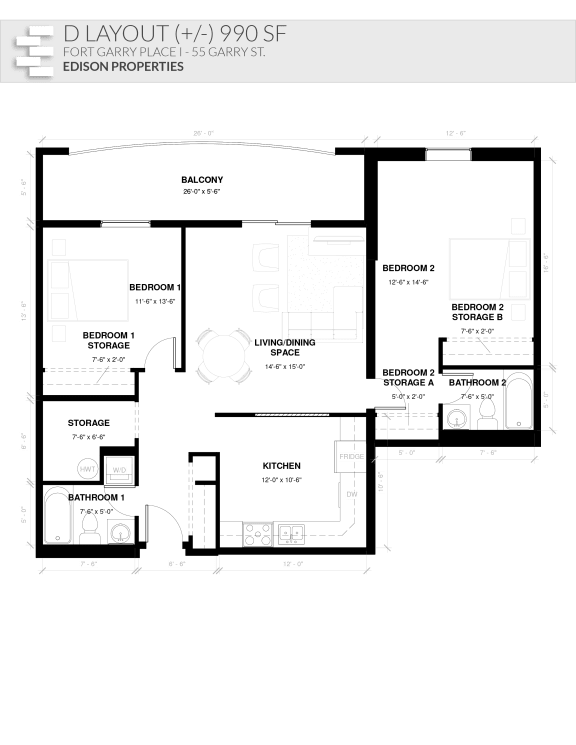 D LAYOUT (+/-) 990 SF
FORT GARRY PLACE I - 55 GARRY ST.
EDISON PROPERTIES
26' - 0"
12' - 6"
5' - 6"
BALCONY
26'-0" x 5'-6"
BEDROOM 2
12'-6" x 14'-6"
BEDROOM 1
11'-6" x 13'-6"
13' - 6"
BEDROOM 2
STORAGE B
7'-6" x 2'-0"
BEDROOM 1
STORAGE
7'-6" x 2'-0"
LIVING/DINING
SPACE
14'-6" x 15'-0"
BEDROOM 2
STORAGE A
5'-0" x 2'-0"
BATHROOM 2
7'-6" x 5'-0"
5' - 0"
STORAGE
7'-6" x 6'-6"
6' - 6"
HWT
W/D
KITCHEN
12'-0" x 10'-6"
FRIDGE
DW
5' - 0"
7' - 6"
10' - 6"
BATHROOM 1
7'-6" x 5'-0"
5' - 0"
7' - 6"
6' - 6"
12' - 0"